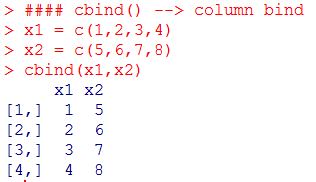 > #### cbind() --> column bind
> x1 = c(1,2,3,4)
> x2 = c(5,6,7,8)
> cbind(x1,x2)
     x1 x2
[1,]  1  5
[2,]  2  6
[3,]  3  7
[4,]  4  8